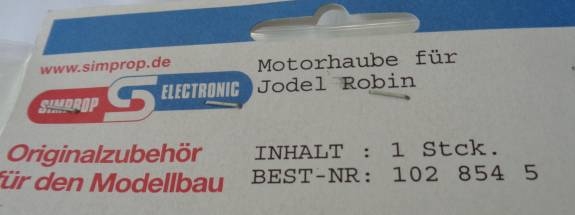 www.simprop.de
SIMPROP
ELECTRONIC
Originalzubehör
für den Modellbau
Motorhaube für
Jodel Robin
INHALT : 1 Stck.
BEST-NR: 102 854 5